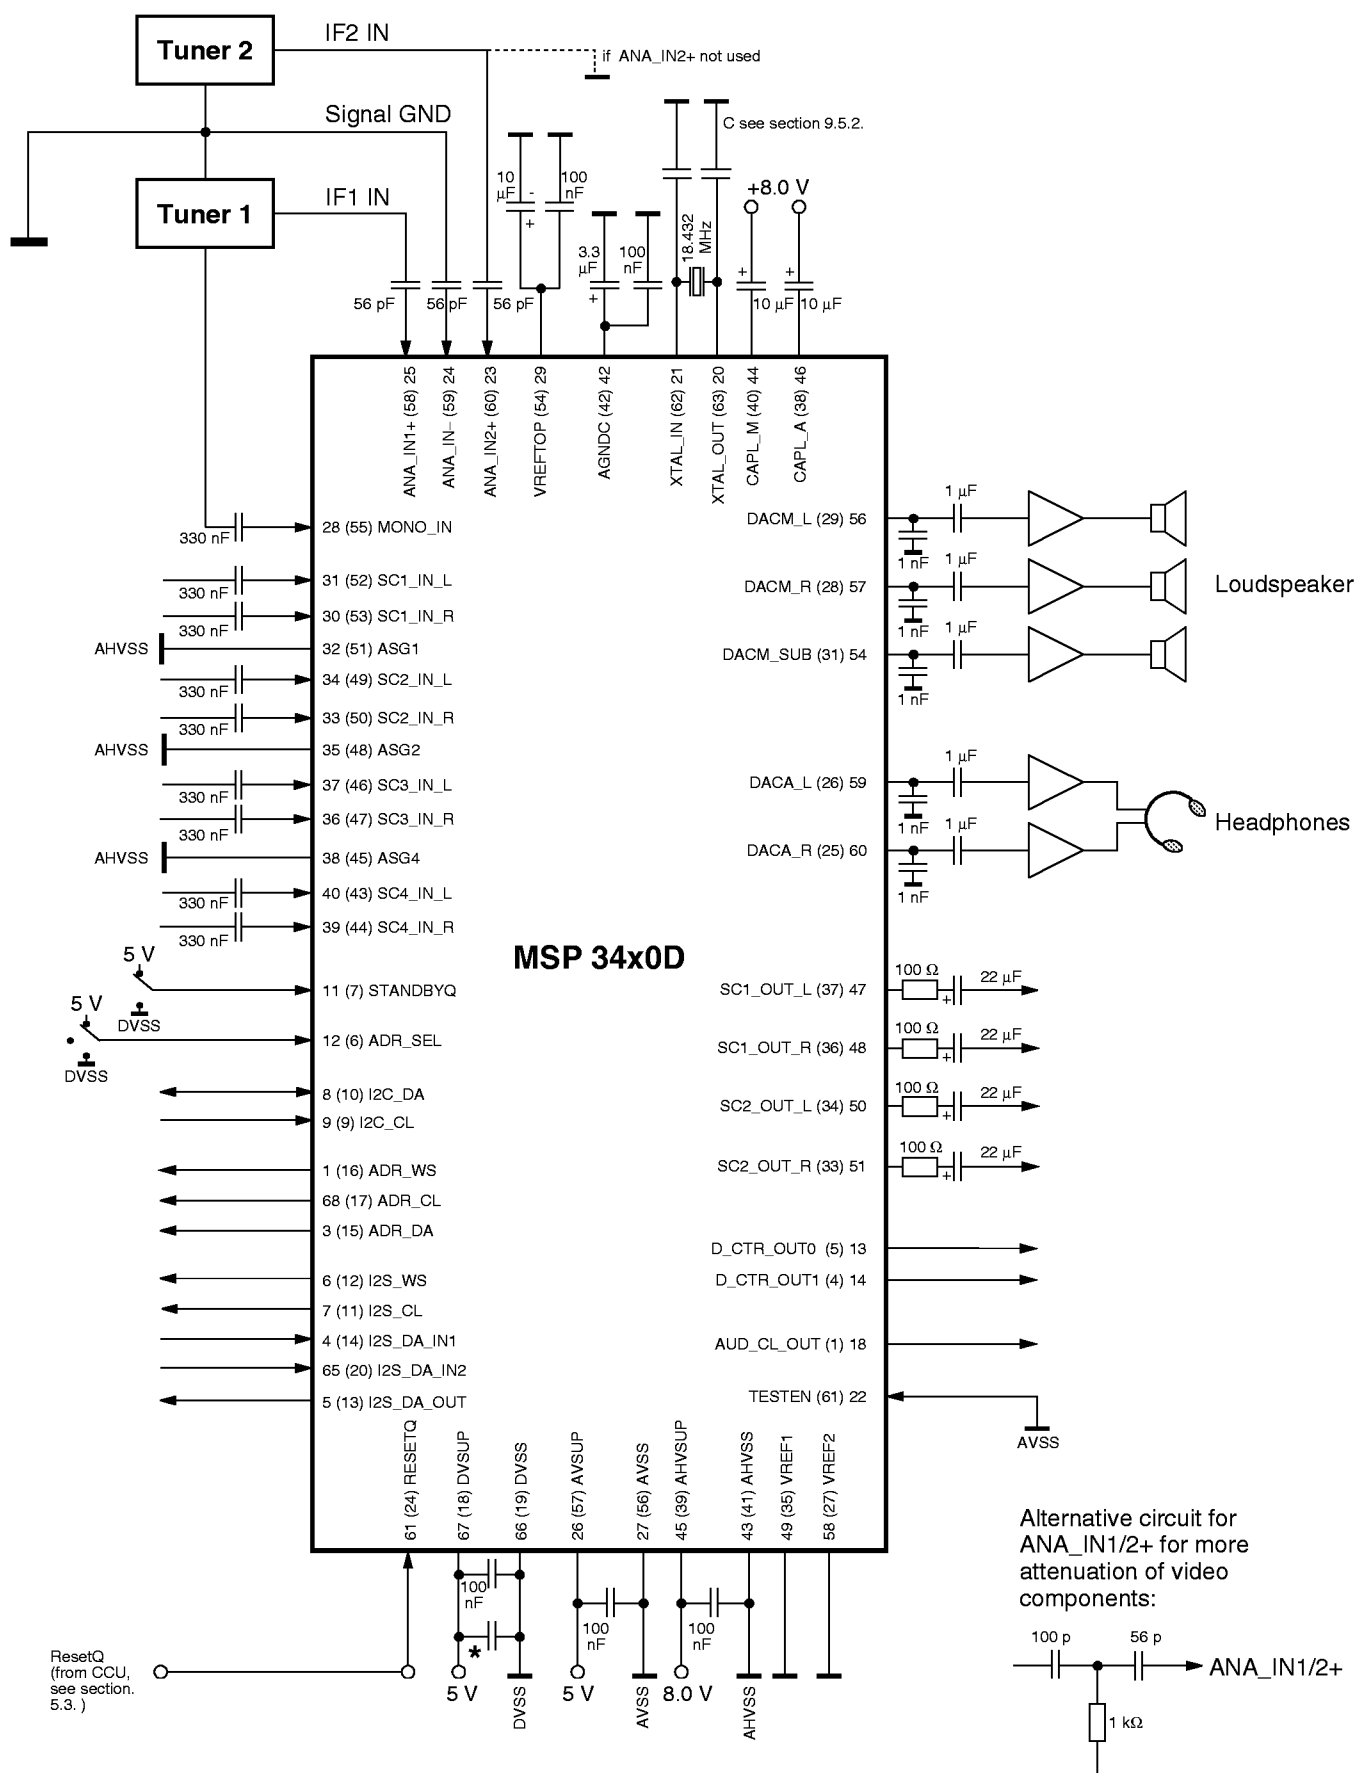 Tuner 2
IF2 IN
if ANA_IN2+ not used
Signal GND
C see section 9.5.2.
Tuner 1
IF1 IN
10
µF
-
+
100
nF
+8.0 V
3.3
µF
+
100
nF
18.432
MHz
+
10 µF
+
10 µF
56 pF
56 pF
56 pF
ANA_IN1+ (58) 25
ANA_IN− (59) 24
ANA_IN2+ (60) 23
VREFTOP (54) 29
AGNDC (42) 42
XTAL_IN (62) 21
XTAL_OUT (63) 20
CAPL_M (40) 44
CAPL_A (38) 46
330 nF
28 (55) MONO_IN
330 nF
31 (52) SC1_IN_L
330 nF
30 (53) SC1_IN_R
AHVSS
32 (51) ASG1
330 nF
34 (49) SC2_IN_L
330 nF
33 (50) SC2_IN_R
AHVSS
35 (48) ASG2
330 nF
37 (46) SC3_IN_L
330 nF
36 (47) SC3_IN_R
AHVSS
38 (45) ASG4
330 nF
40 (43) SC4_IN_L
330 nF
39 (44) SC4_IN_R
5 V
DVSS
11 (7) STANDBYQ
5 V
DVSS
12 (6) ADR_SEL
8 (10) I2C_DA
9 (9) I2C_CL
1 (16) ADR_WS
68 (17) ADR_CL
3 (15) ADR_DA
6 (12) I2S_WS
7 (11) I2S_CL
4 (14) I2S_DA_IN1
65 (20) I2S_DA_IN2
5 (13) I2S_DA_OUT
MSP 34x0D
DACM_L (29) 56
1 µF
1 nF
DACM_R (28) 57
1 µF
1 nF
Loudspeaker
DACM_SUB (31) 54
1 µF
1 nF
DACA_L (26) 59
1 µF
1 nF
Headphones
DACA_R (25) 60
1 µF
1 nF
SC1_OUT_L (37) 47
100 Ω
+
22 µF
SC1_OUT_R (36) 48
100 Ω
+
22 µF
SC2_OUT_L (34) 50
100 Ω
+
22 µF
SC2_OUT_R (33) 51
100 Ω
+
22 µF
D_CTR_OUT0 (5) 13
D_CTR_OUT1 (4) 14
AUD_CL_OUT (1) 18
TESTEN (61) 22
AVSS
61 (24) RESETQ
67 (18) DVSUP
66 (19) DVSS
26 (57) AVSUP
27 (56) AVSS
45 (39) AHVSUP
43 (41) AHVSS
49 (35) VREF1
58 (27) VREF2
100
nF
*
100
nF
100
nF
ResetQ
(from CCU,
see section.
5.3. )
5 V
DVSS
5 V
AVSS
8.0 V
AHVSS
Alternative circuit for
ANA_IN1/2+ for more
attenuation of video
components:
100 p
56 p
ANA_IN1/2+
1 kΩ